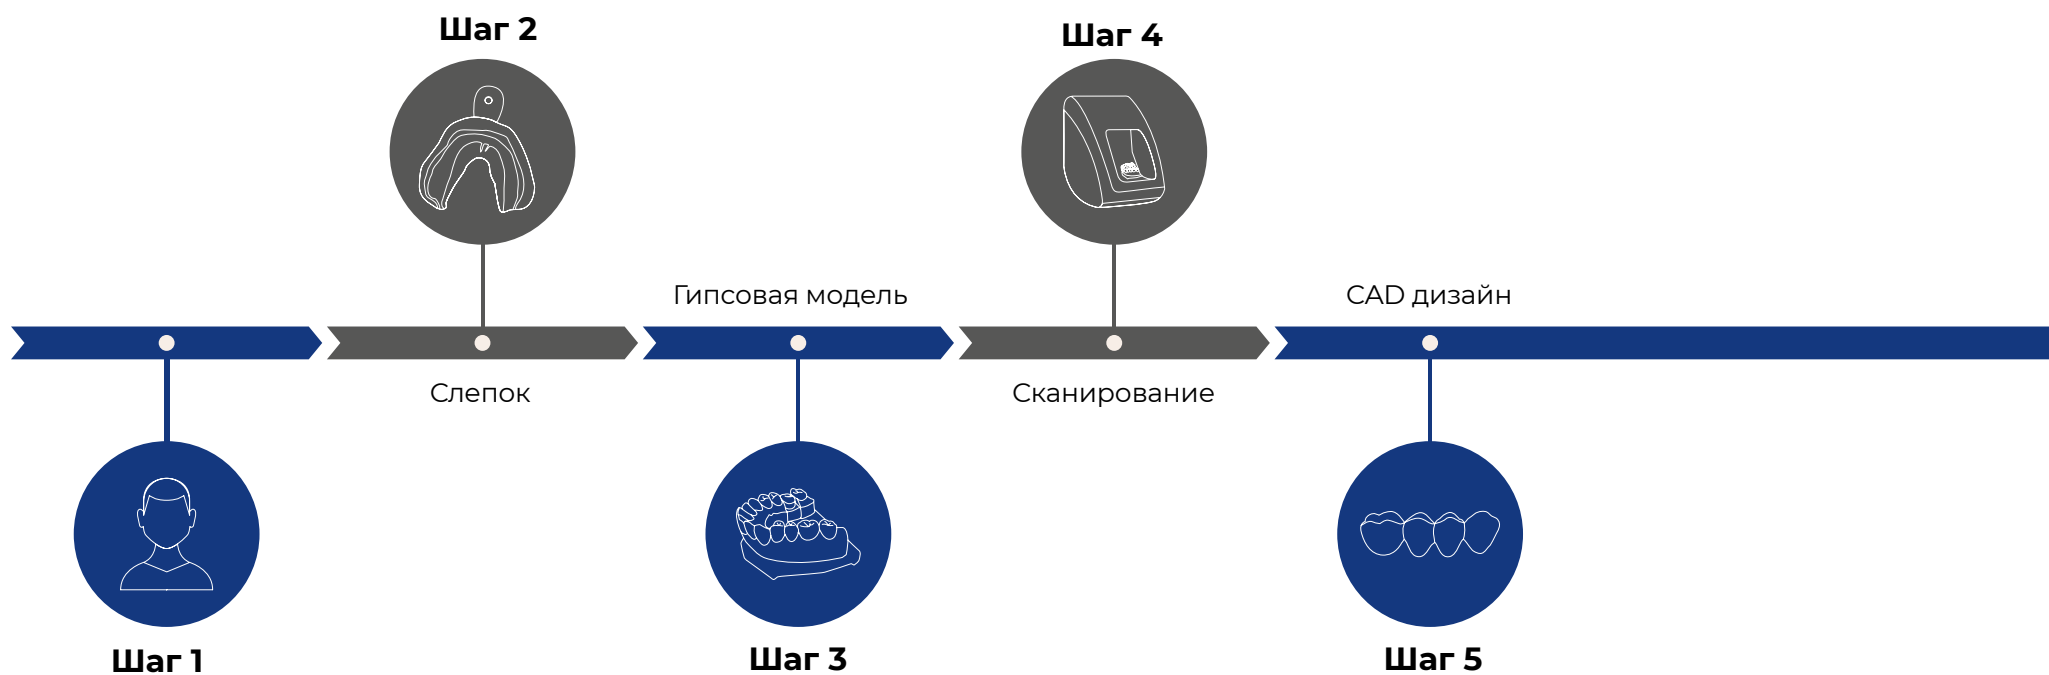 Шаг 2
Шаг 4
Гипсовая модель
CAD дизайн
Слепок
Сканирование
Шаг 1
Шаг 3
Шаг 5